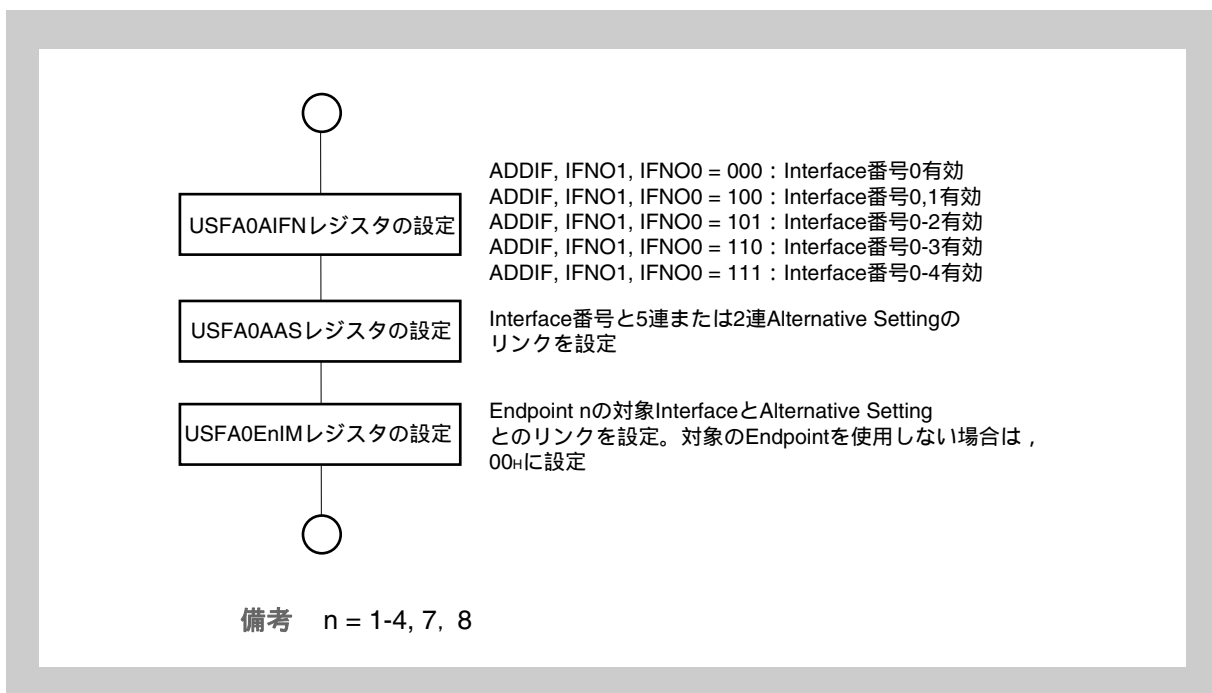 ADDIF, IFNO1, IFNO0 = 000：Interface番号0有効
ADDIF, IFNO1, IFNO0 = 100：Interface番号0,1有効
USFA0AIFNレジスタの設定
ADDIF, IFNO1, IFNO0 = 101：Interface番号0-2有効
ADDIF, IFNO1, IFNO0 = 110：Interface番号0-3有効
ADDIF, IFNO1, IFNO0 = 111：Interface番号0-4有効
USFA0AASレジスタの設定
Interface番号と5連または2連Alternative Settingの
リンクを設定
USFA0EnIMレジスタの設定
Endpoint nの対象InterfaceとAlternative Setting
とのリンクを設定。対象のEndpointを使用しない場合は，
00Hに設定
備考 n = 1-4, 7, 8